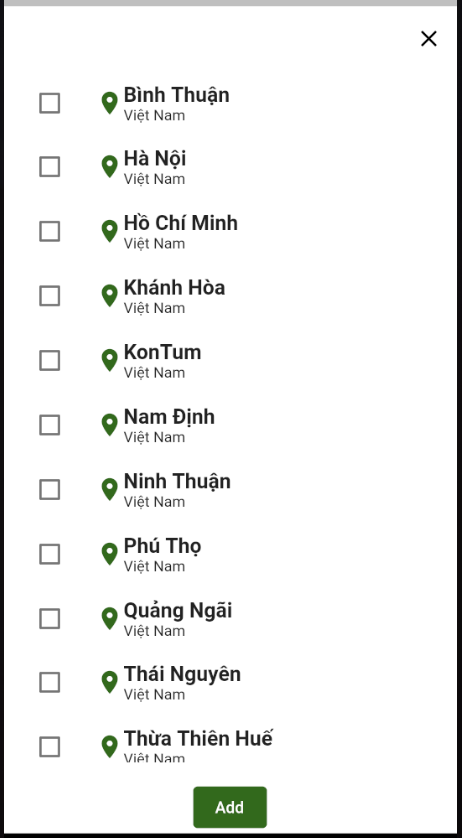 Bình Thuận
Việt Nam
Hà Nội
Việt Nam
Hồ Chí Minh
Việt Nam
Khánh Hòa
Việt Nam
KonTum
Việt Nam
Nam Định
Việt Nam
Ninh Thuận
Việt Nam
Phú Thọ
Việt Nam
Quảng Ngãi
Việt Nam
Thái Nguyên
Việt Nam
Thừa Thiên Huế
Việt Nam
Add